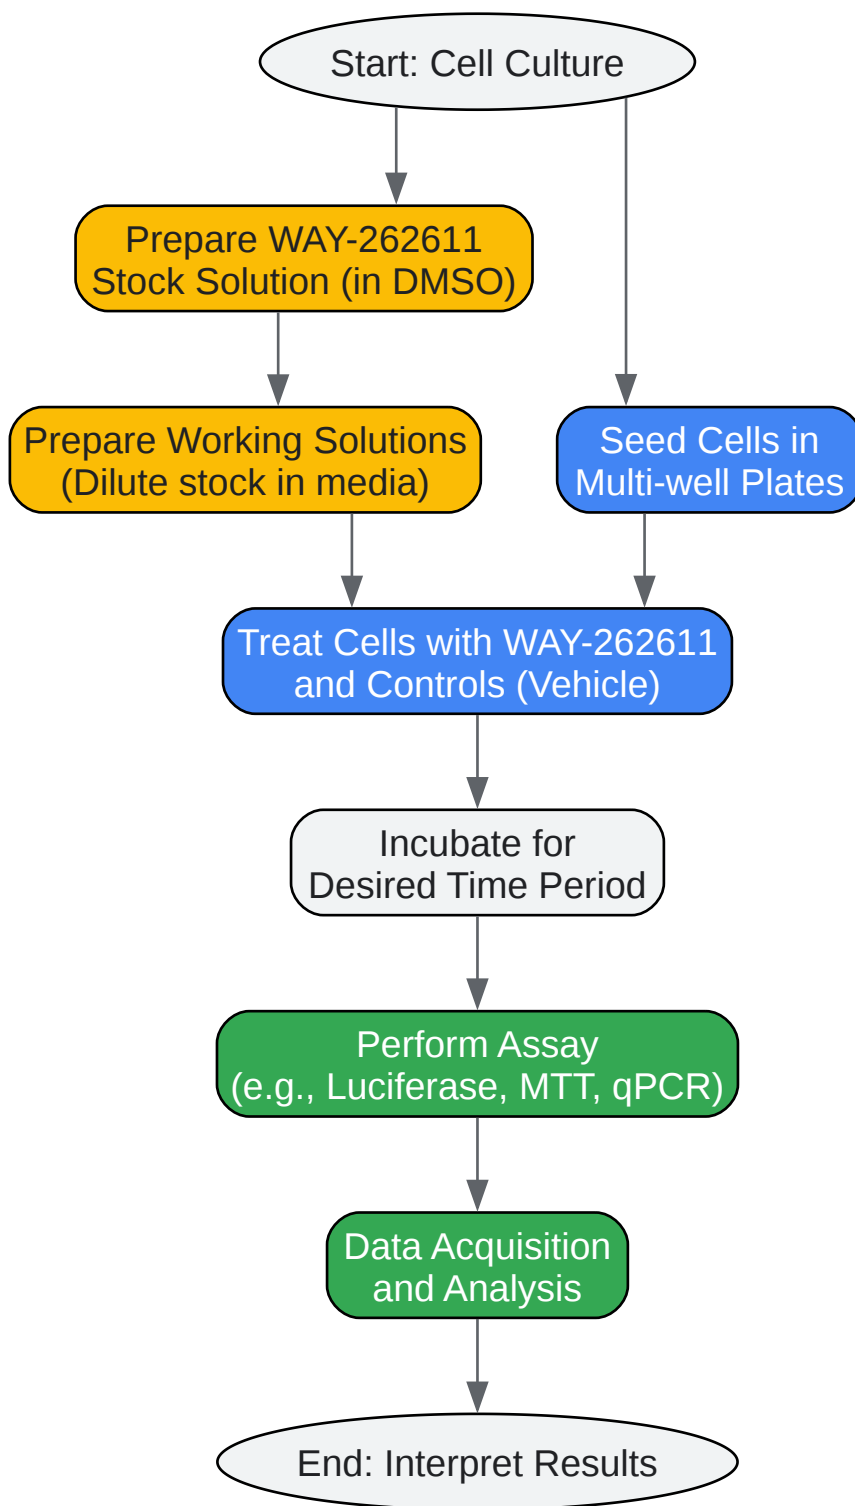 Start: Cell Culture
Prepare WAY-262611
Stock Solution (in DMSO)
Prepare Working Solutions
(Dilute stock in media)
Seed Cells in
Multi-well Plates
Treat Cells with WAY-262611
and Controls (Vehicle)
Incubate for
Desired Time Period
Perform Assay
(e.g., Luciferase, MTT, qPCR)
Data Acquisition
and Analysis
End: Interpret Results